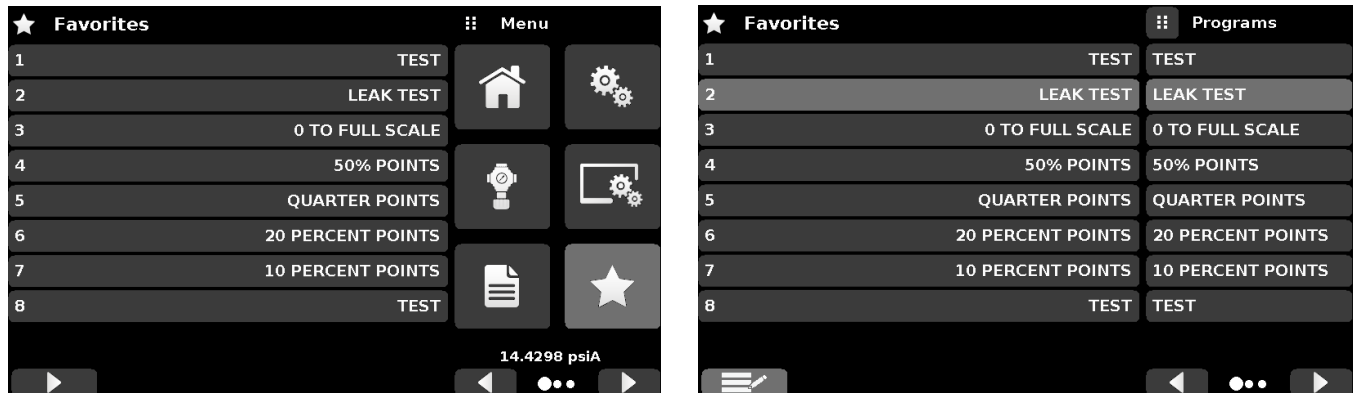 Favorites
Menu
1 TEST
2 LEAK TEST
3 0 TO FULL SCALE
4 50% POINTS
5 QUARTER POINTS
6 20 PERCENT POINTS
7 10 PERCENT POINTS
8 TEST
14.4298 psiA
Favorites
Programs
1 TEST TEST
2 LEAK TEST LEAK TEST
3 0 TO FULL SCALE 0 TO FULL SCALE
4 50% POINTS 50% POINTS
5 QUARTER POINTS QUARTER POINTS
6 20 PERCENT POINTS 20 PERCENT POINTS
7 10 PERCENT POINTS 10 PERCENT POINTS
8 TEST TEST